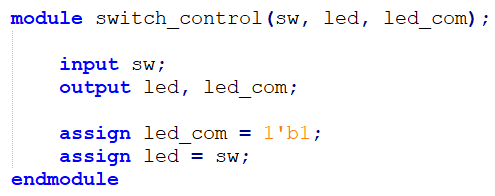 module switch_control(sw, led, led_com);
input sw;
output led, led_com;
assign led_com = 1'b1;
assign led = sw;
endmodule